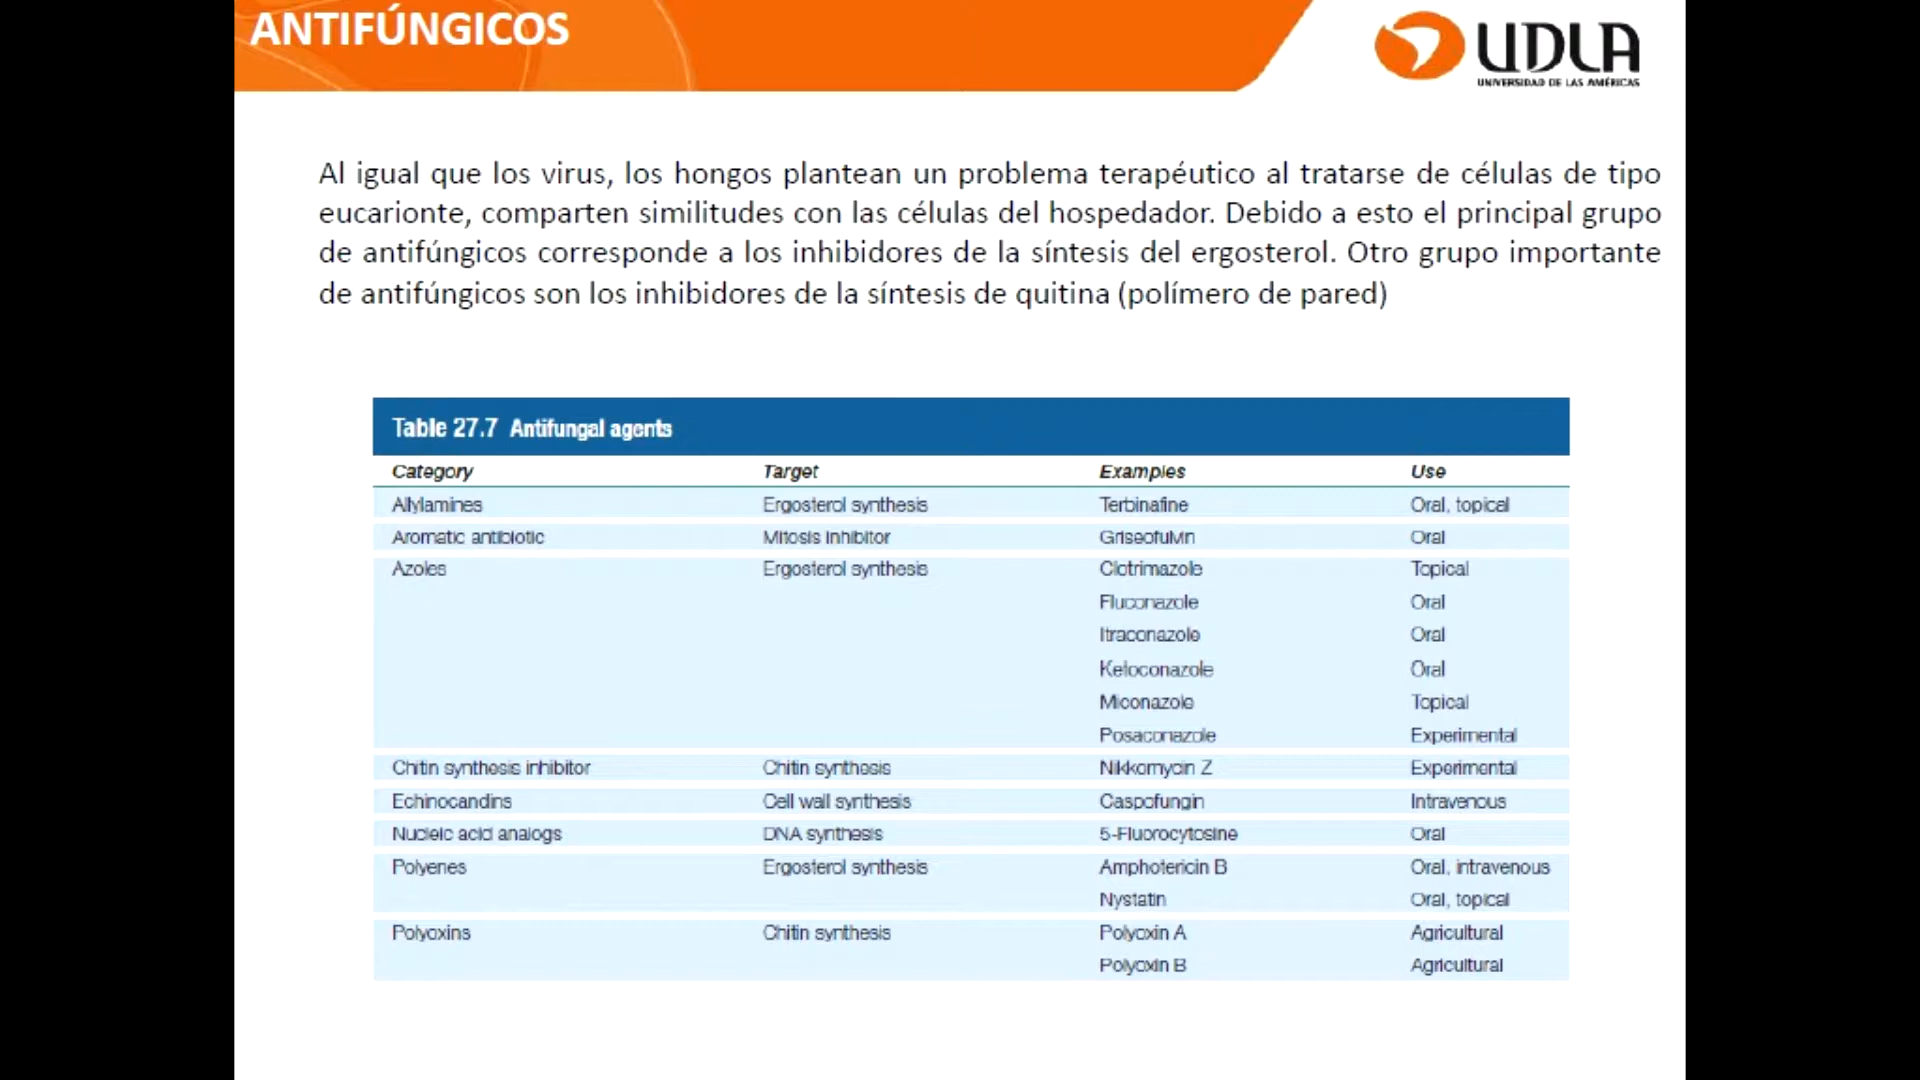 ANTIFÚNGICOS
UDLA
UNIVERSIDAD DE LAS AMÉRICAS
Al igual que los virus, los hongos plantean un problema terapéutico al tratarse de células de tipo
eucarionte, comparten similitudes con las células del hospedador. Debido a esto el principal grupo
de antifúngicos corresponde a los inhibidores de la síntesis del ergosterol. Otro grupo importante
de antifúngicos son los inhibidores de la síntesis de quitina (polímero de pared)
Table 27.7 Antifungal agents
Category Target Examples Use
Allylamines Ergosterol synthesis Terbinafine Oral, topical
Aromatic antibiotic Mitosis inhibitor Griseofulvin Oral
Azoles Ergosterol synthesis Clotrimazole Topical
Fluconazole Oral
Itraconazole Oral
Ketoconazole Oral
Miconazole Topical
Posaconazole Experimental
Chitin synthesis inhibitor Chitin synthesis Nikkomycin Z Experimental
Echinocandins Cell wall synthesis Caspofungin Intravenous
Nucleic acid analogs DNA synthesis 5-Fluorocytosine Oral
Polyenes Ergosterol synthesis Amphotericin B Oral, intravenous
Nystatin Oral, topical
Polyoxins Chitin synthesis Polyoxin A Agricultural
Polyoxin B Agricultural